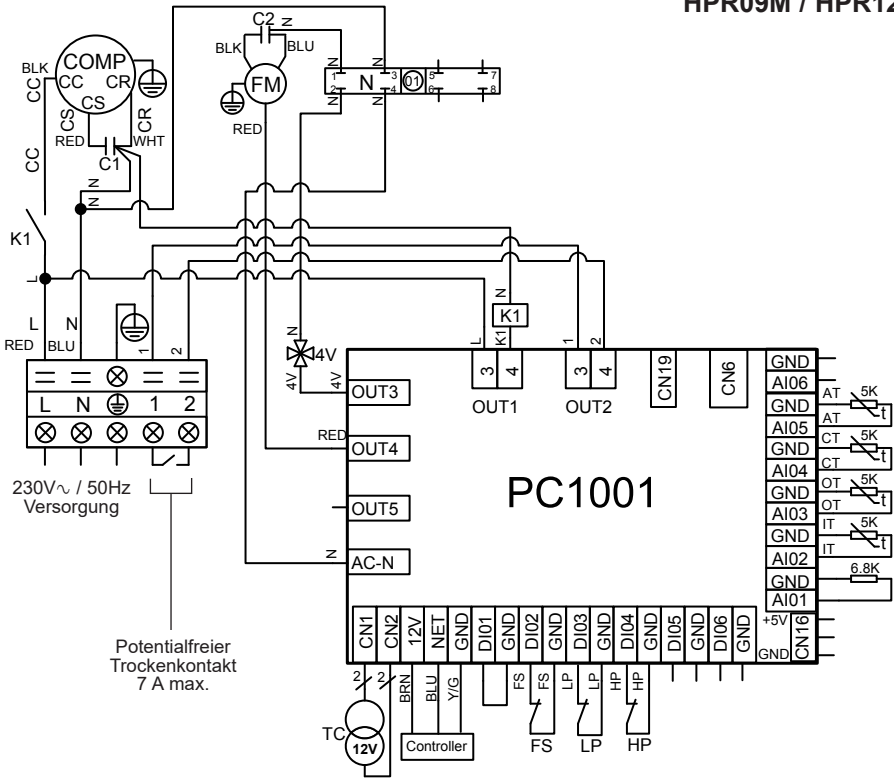 HPR09M / HPR12
C2
N
BLK
BLU
COMP
BLK
CC
CC
CR
CS
FM
1
2
N
3
4
01
5
6
7
8
N
N
N
N
CS
CR
RED
WHT
C1
RED
CC
N
N
K1
L
N
K1
L
N
RED
BLU
1
2
N
4V
4V
4V
L
K1
1
2
3
4
3
4
OUT1
OUT2
CN19
CN6
L
N
1
2
230V∿ / 50Hz
Versorgung
Potentialfreier
Trockenkontakt
7 A max.
OUT3
RED
OUT4
OUT5
N
AC-N
PC1001
GND
AI06
GND
AI05
GND
AI04
GND
AI03
GND
AI02
GND
AI01
+5V
GND
CN16
AT
5K
AT
t
CT
5K
CT
t
OT
5K
OT
t
IT
5K
IT
t
6.8K
CN1
CN2
12V
NET
GND
DI01
GND
DI02
GND
DI03
GND
DI04
GND
DI05
GND
DI06
GND
2
2
BRN
BLU
Y/G
FS
FS
LP
LP
HP
HP
TC
12V
Controller
FS
LP
HP